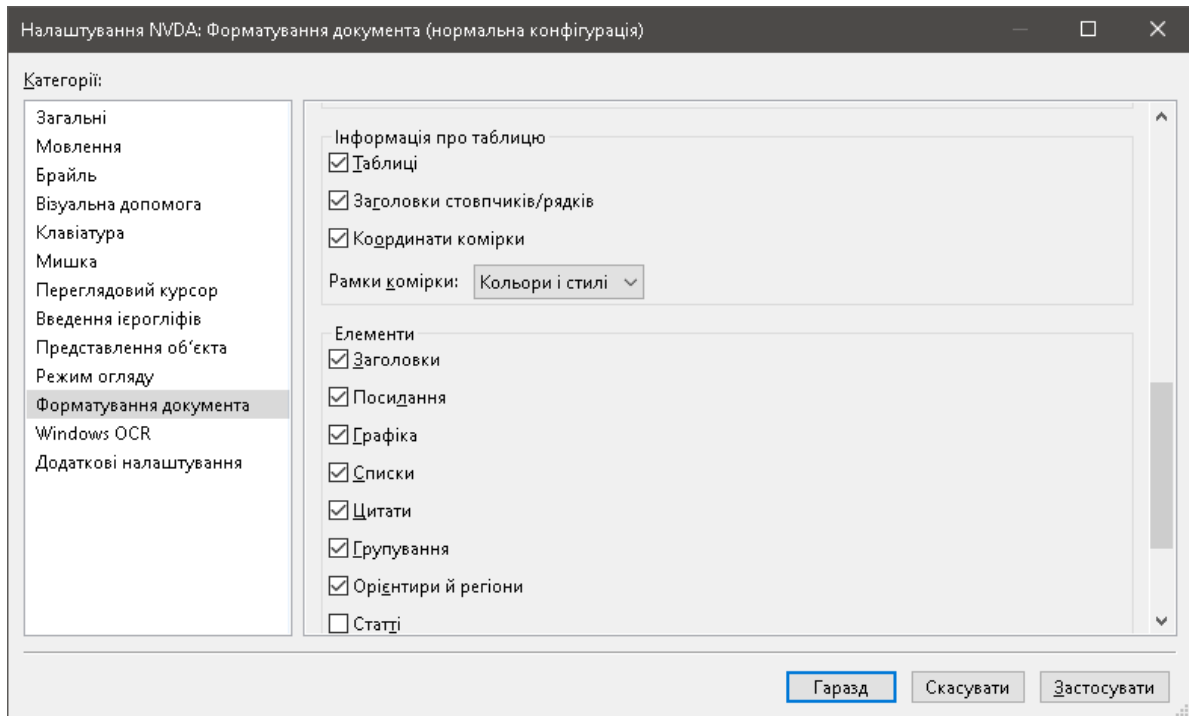 Налаштування NVDA: Форматування документа (нормальна конфігурація)
Категорії:
Загальні
Мовлення
Брайль
Візуальна допомога
Клавіатура
Мишка
Переглядовий курсор
Введення ієрогліфів
Представлення об‘єкта
Режим огляду
Форматування документа
Windows OCR
Додаткові налаштування
Інформація про таблицю
Таблиці
Заголовки стовпчиків/рядків
Координати комірки
Рамки комірки: Кольори і стилі
Елементи
Заголовки
Посилання
Графіка
Списки
Цитати
Групування
Орієнтири й регіони
Статті
Гаразд Скасувати Застосувати